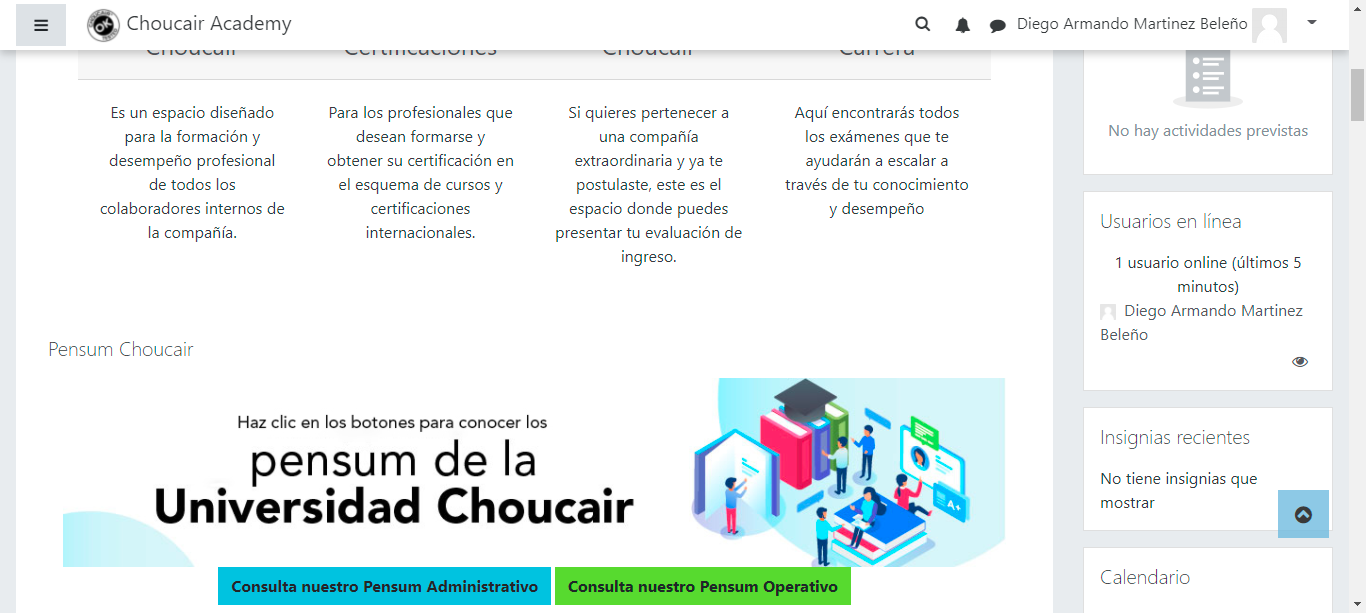 Choucair Academy
Diego Armando Martinez Beleño
Choucair
Certificaciones
Choucair
Carrera
Es un espacio diseñado
para la formación y
desempeño profesional
de todos los
colaboradores internos de
la compañía.
Para los profesionales que
desean formarse y
obtener su certificación en
el esquema de cursos y
certificaciones
internacionales.
Si quieres pertenecer a
una compañía
extraordinaria y ya te
postulaste, este es el
espacio donde puedes
presentar tu evaluación de
ingreso.
Aquí encontrarás todos
los exámenes que te
ayudarán a escalar a
través de tu conocimiento
y desempeño
Pensum Choucair
Haz clic en los botones para conocer los
pensum de la
Universidad Choucair
A+
Consulta nuestro Pensum Administrativo
Consulta nuestro Pensum Operativo
No hay actividades previstas
Usuarios en línea
1 usuario online (últimos 5
minutos)
Diego Armando Martinez
Beleño
Insignias recientes
No tiene insignias que
mostrar
Calendario